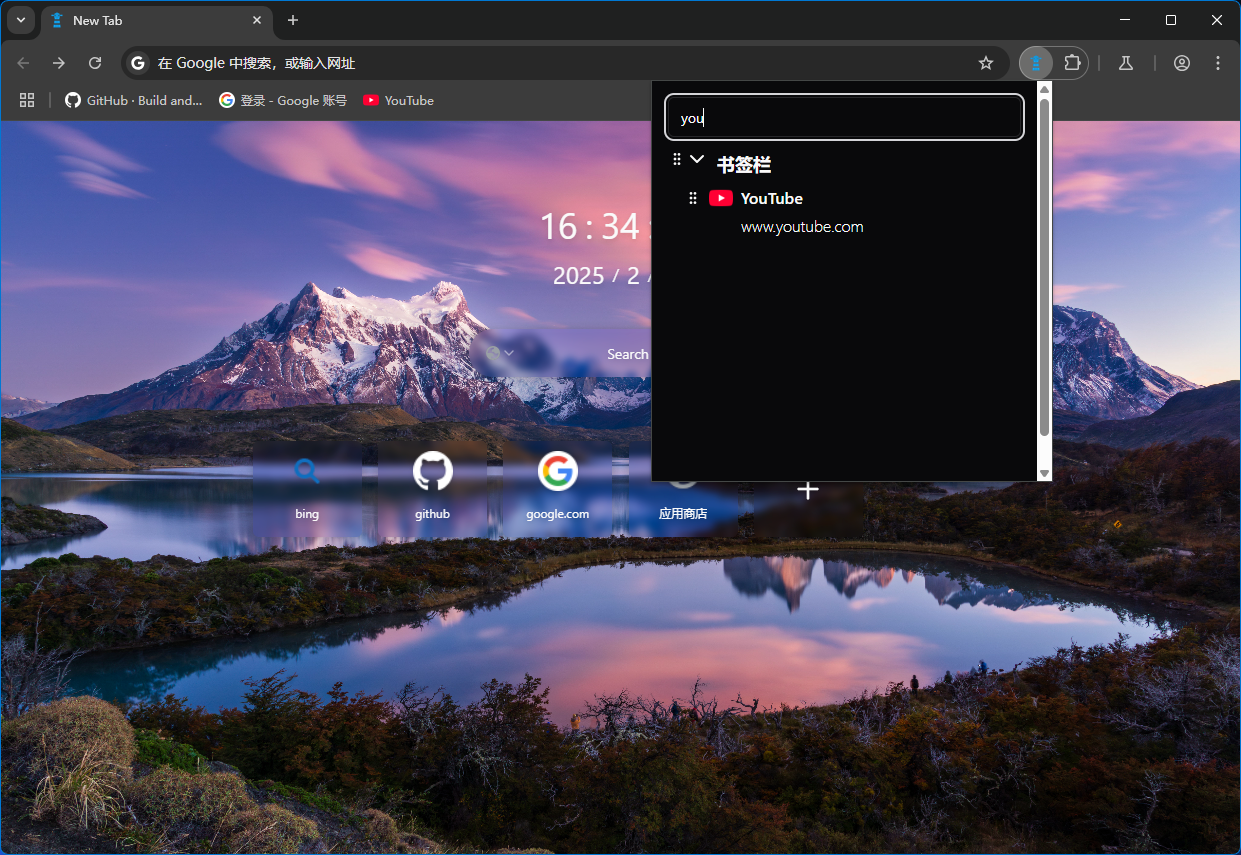 New Tab
在 Google 中搜索，或输入网址
GitHub · Build and...
登录 - Google 账号
YouTube
you
书签栏
YouTube
www.youtube.com
16 : 34 :
2025 / 2 /
Search
bing
github
google.com
应用商店